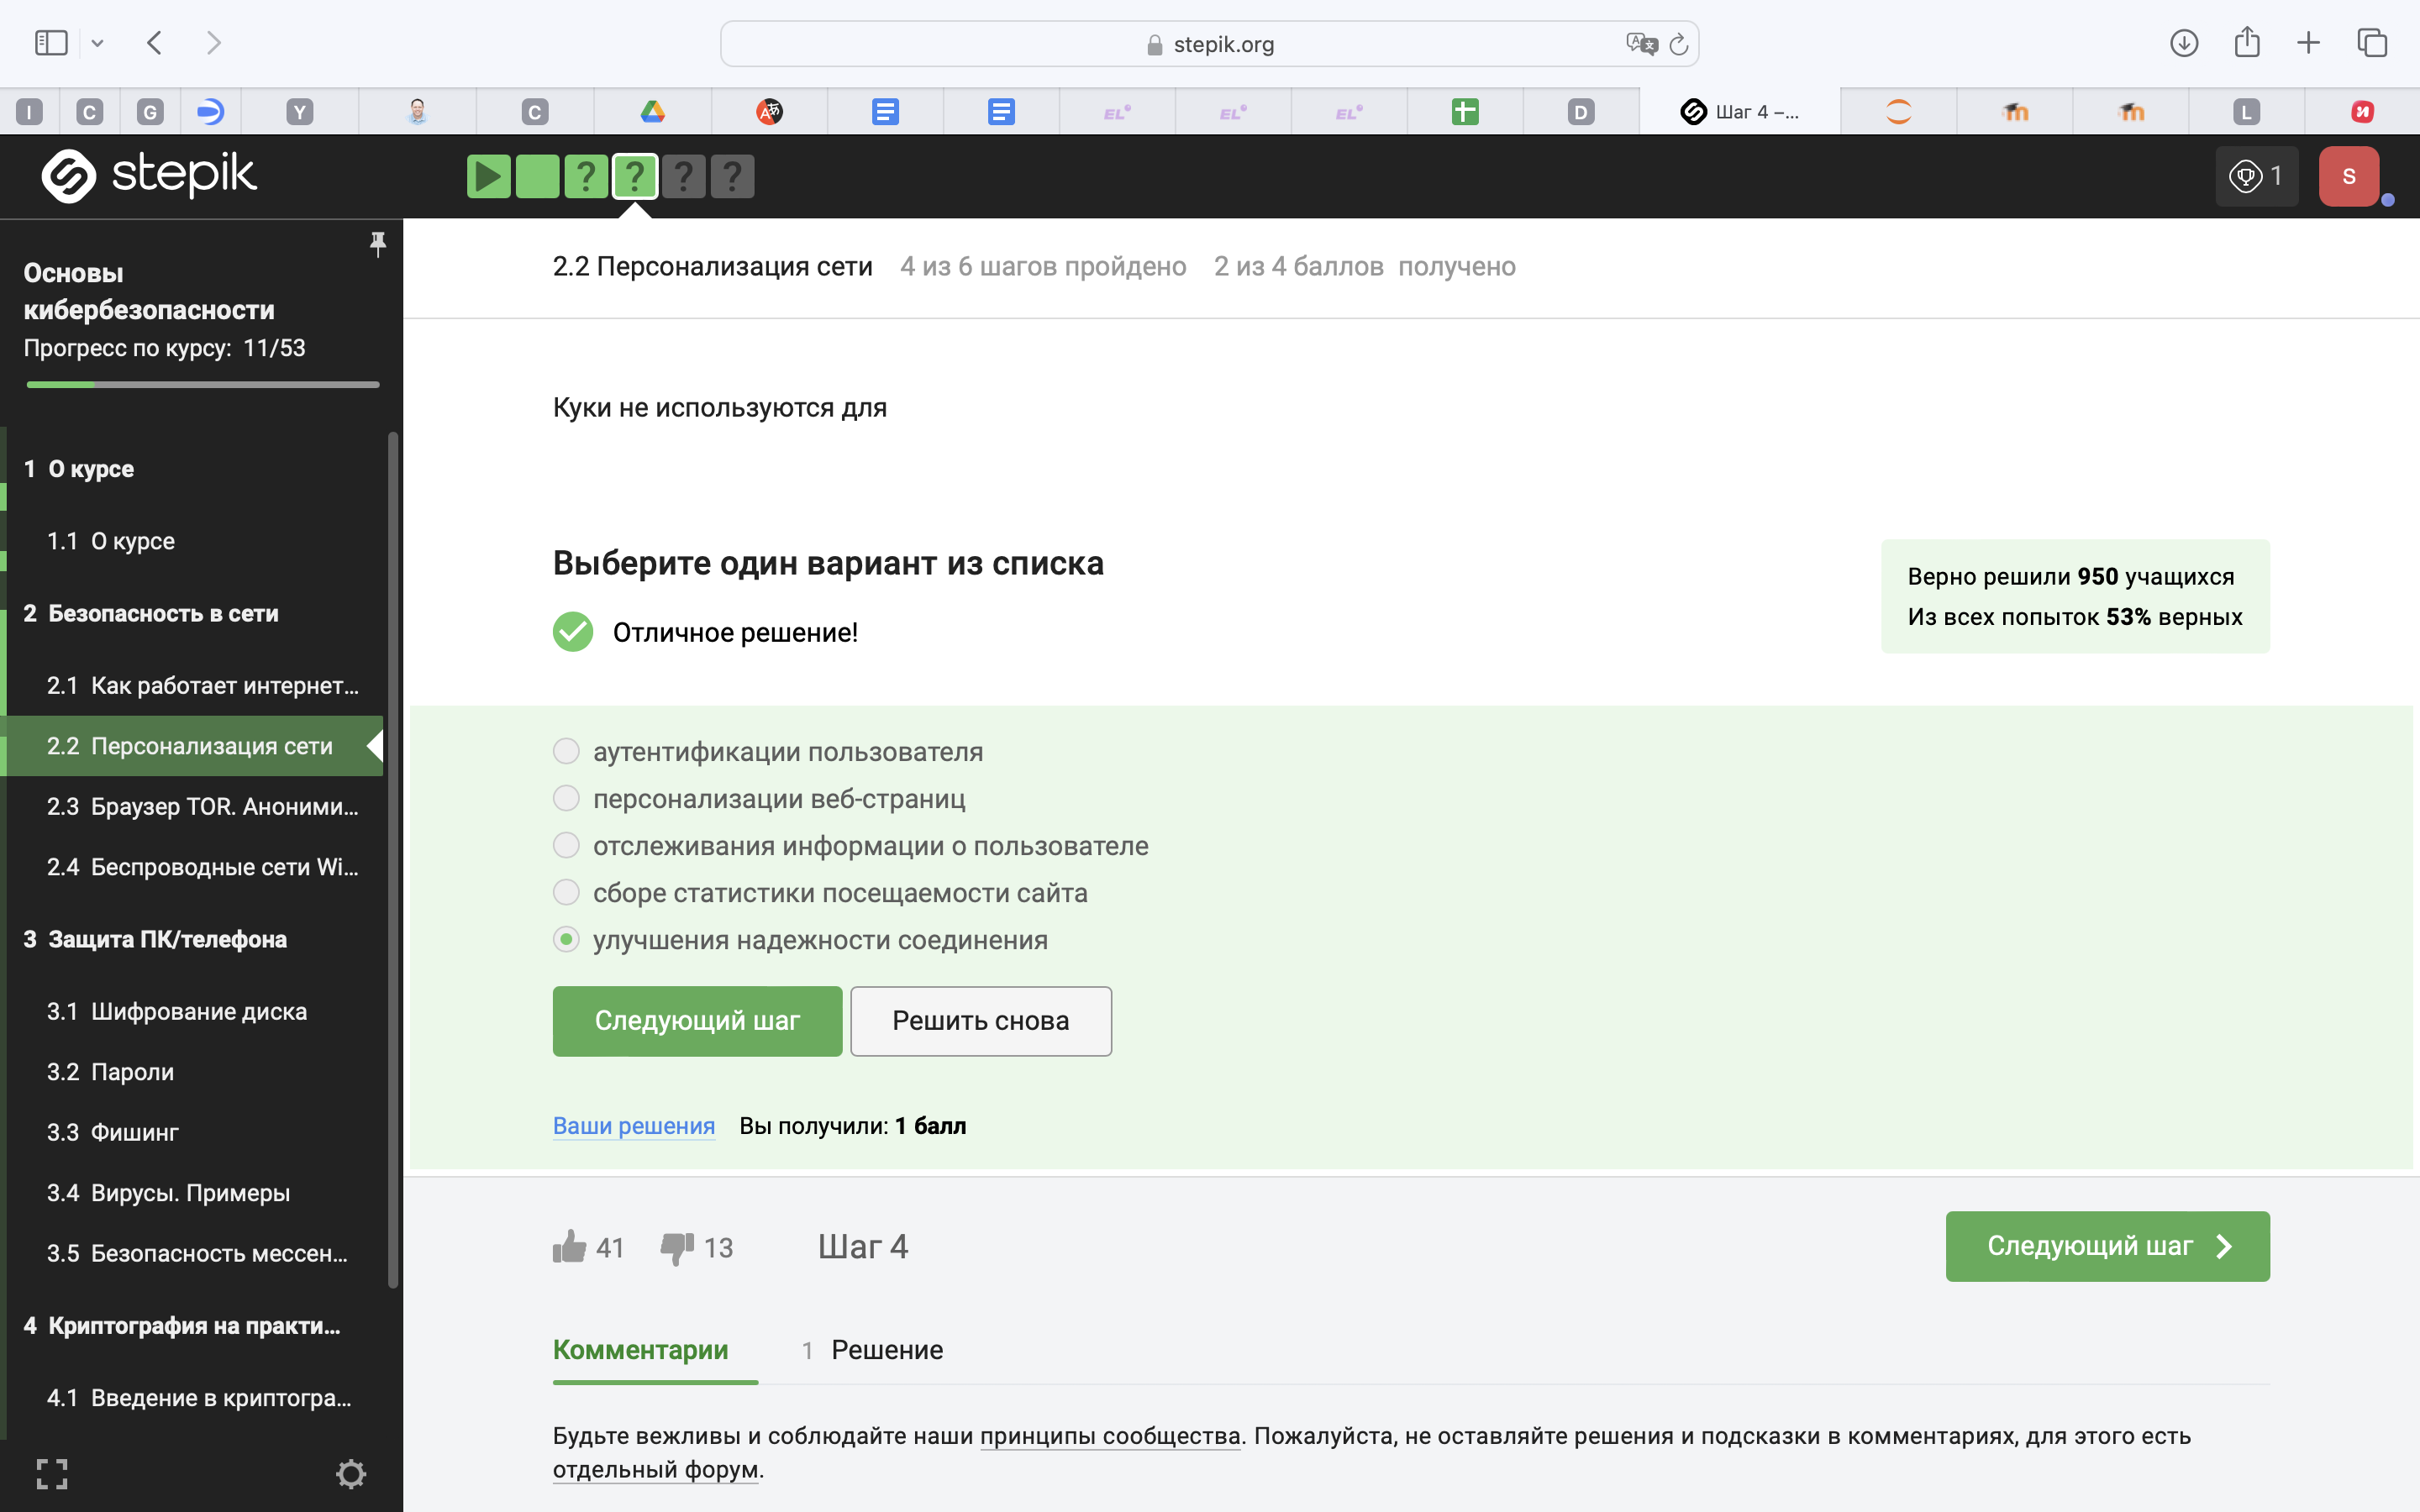 stepik.org
I
C
G
Y
C
EL
EL
EL
D
Шаг 4 –...
L
stepik
1
S
Основы
кибербезопасности
Прогресс по курсу: 11/53
1 О курсе
1.1 О курсе
2 Безопасность в сети
2.1 Как работает интернет...
2.2 Персонализация сети
2.3 Браузер TOR. Аноними...
2.4 Беспроводные сети Wi...
3 Защита ПК/телефона
3.1 Шифрование диска
3.2 Пароли
3.3 Фишинг
3.4 Вирусы. Примеры
3.5 Безопасность мессен...
4 Криптография на практи...
4.1 Введение в криптогра...
2.2 Персонализация сети 4 из 6 шагов пройдено 2 из 4 баллов получено
Куки не используются для
Выберите один вариант из списка
Отличное решение!
Верно решили 950 учащихся
Из всех попыток 53% верных
аутентификации пользователя
персонализации веб-страниц
отслеживания информации о пользователе
сборе статистики посещаемости сайта
улучшения надежности соединения
Следующий шаг
Решить снова
Ваши решения Вы получили: 1 балл
41
13
Шаг 4
Следующий шаг
Комментарии
1 Решение
Будьте вежливы и соблюдайте наши принципы сообщества. Пожалуйста, не оставляйте решения и подсказки в комментариях, для этого есть
отдельный форум.